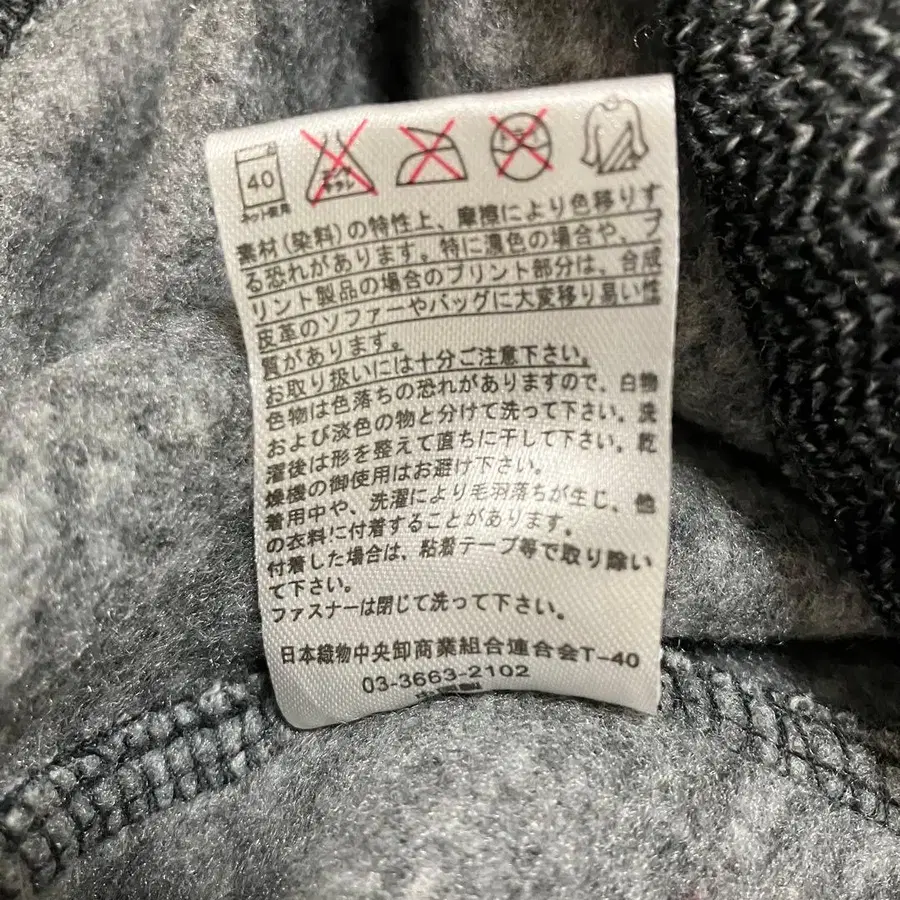 40
ネット使用
エンソ
サラシ
素材(染料)の特性上、摩擦により色移りす
る恐れがあります。特に濃色の場合や、プ
リント製品の場合のプリント部分は、合成
皮革のソファーやバッグに大変移り易い性
質があります。
お取り扱いには十分ご注意下さい。
色物は色落ちの恐れがありますので、白物
および淡色の物と分けて洗って下さい。洗
濯後は形を整えて直ちに干して下さい。乾
燥機の御使用はお避け下さい。
着用中や、洗濯により毛羽落ちが生じ、他
の衣料に付着することがあります。
付着した場合は、粘着テープ等で取り除い
て下さい。
ファスナーは閉じて洗って下さい。
日本織物中央卸商業組合連合会T-40
03-3663-2102